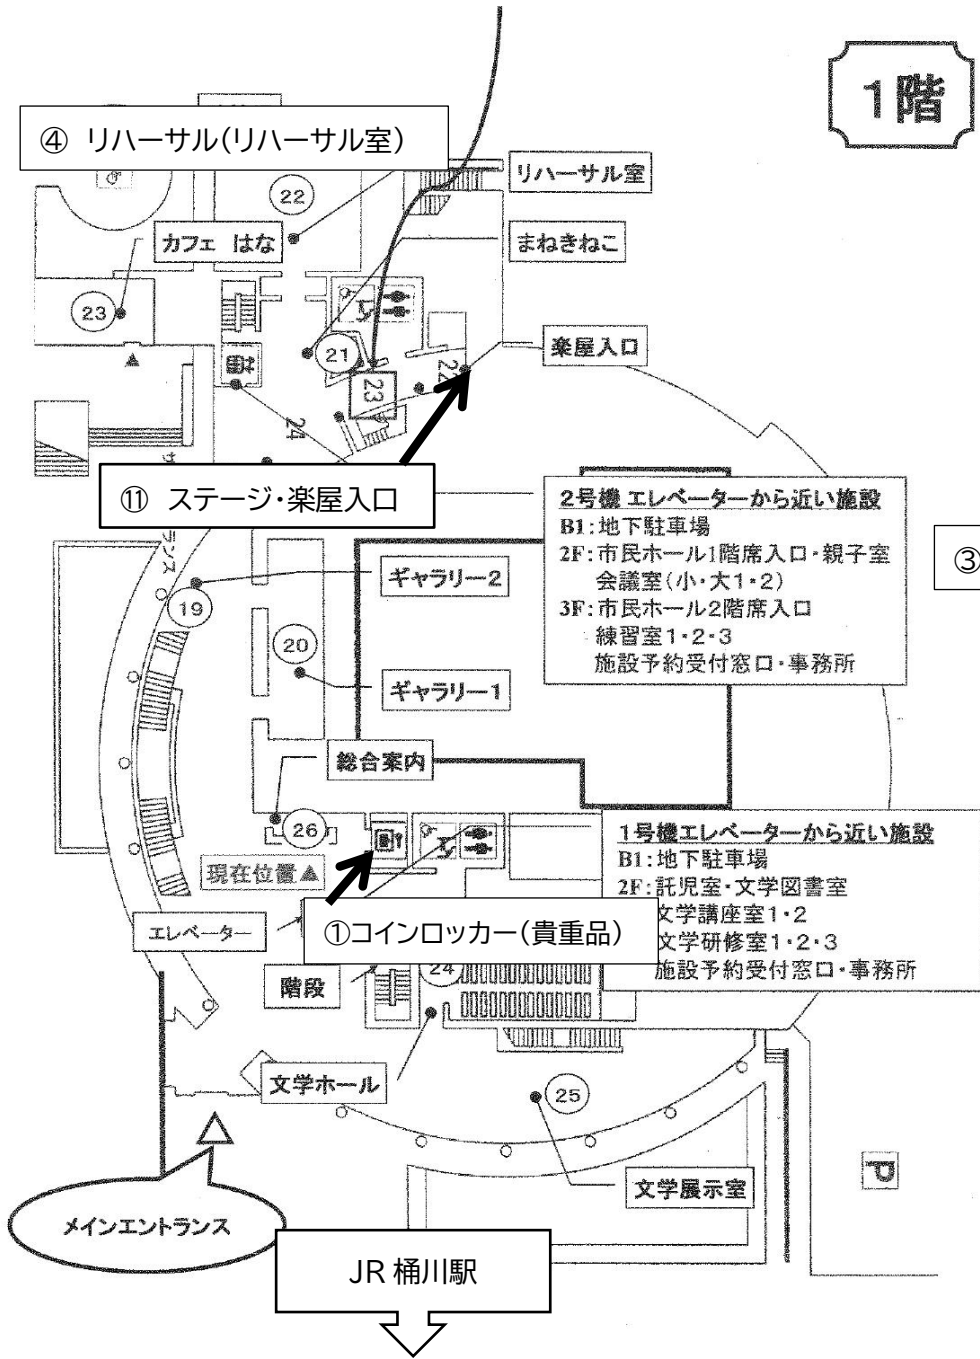 1階
④ リハーサル(リハーサル室)
リハーサル室
22
カフェ はな
まねきねこ
23
21
楽屋入口
22
23
24
⑪ ステージ・楽屋入口
2号機 エレベーターから近い施設
B1:地下駐車場
2F:市民ホール1階席入口・親子室
会議室(小・大1・2)
3F:市民ホール2階席入口
練習室1・2・3
施設予約受付窓口・事務所
③
ランス
ギャラリー2
19
20
ギャラリー1
総合案内
26
現在位置▲
1号機エレベーターから近い施設
B1:地下駐車場
2F:託児室・文学図書室
文学講座室1・2
文学研修室1・2・3
施設予約受付窓口・事務所
エレベーター
①コインロッカー(貴重品)
24
階段
文学ホール
25
文学展示室
P
メインエントランス
JR 桶川駅